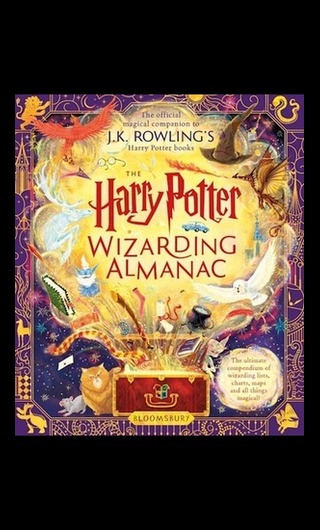 The official
magical companion to
J.K. ROWLING'S
Harry Potter books
THE
Harry Potter
WIZARDING
ALMANAC
The ultimate
compendium of
wizarding lists,
charts, maps
and all things
magical!
BLOOMSBURY